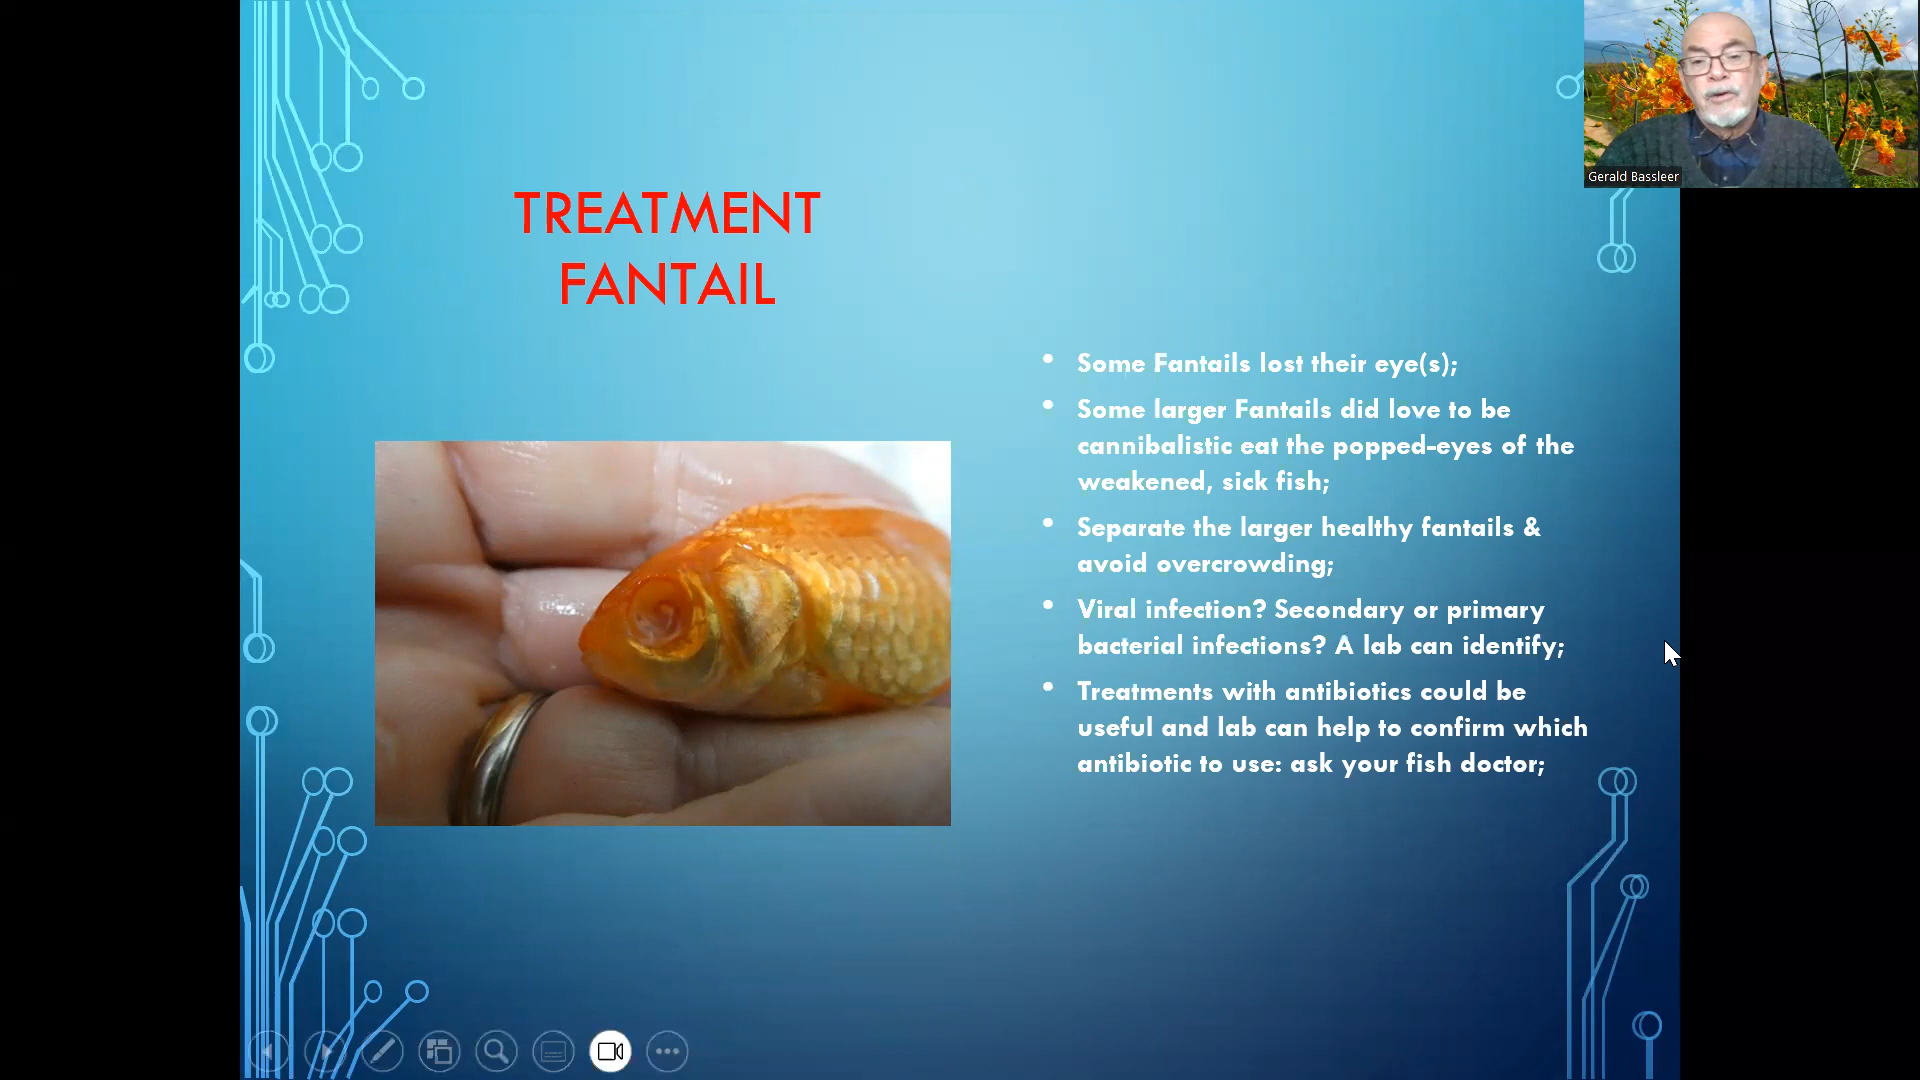 TREATMENT
FANTAIL
• Some Fantails lost their eye(s);
• Some larger Fantails did love to be
cannibalistic eat the popped-eyes of the
weakened, sick fish;
• Separate the larger healthy fantails &
avoid overcrowding;
• Viral infection? Secondary or primary
bacterial infections? A lab can identify;
• Treatments with antibiotics could be
useful and lab can help to confirm which
antibiotic to use: ask your fish doctor;
Gerald Bassleer